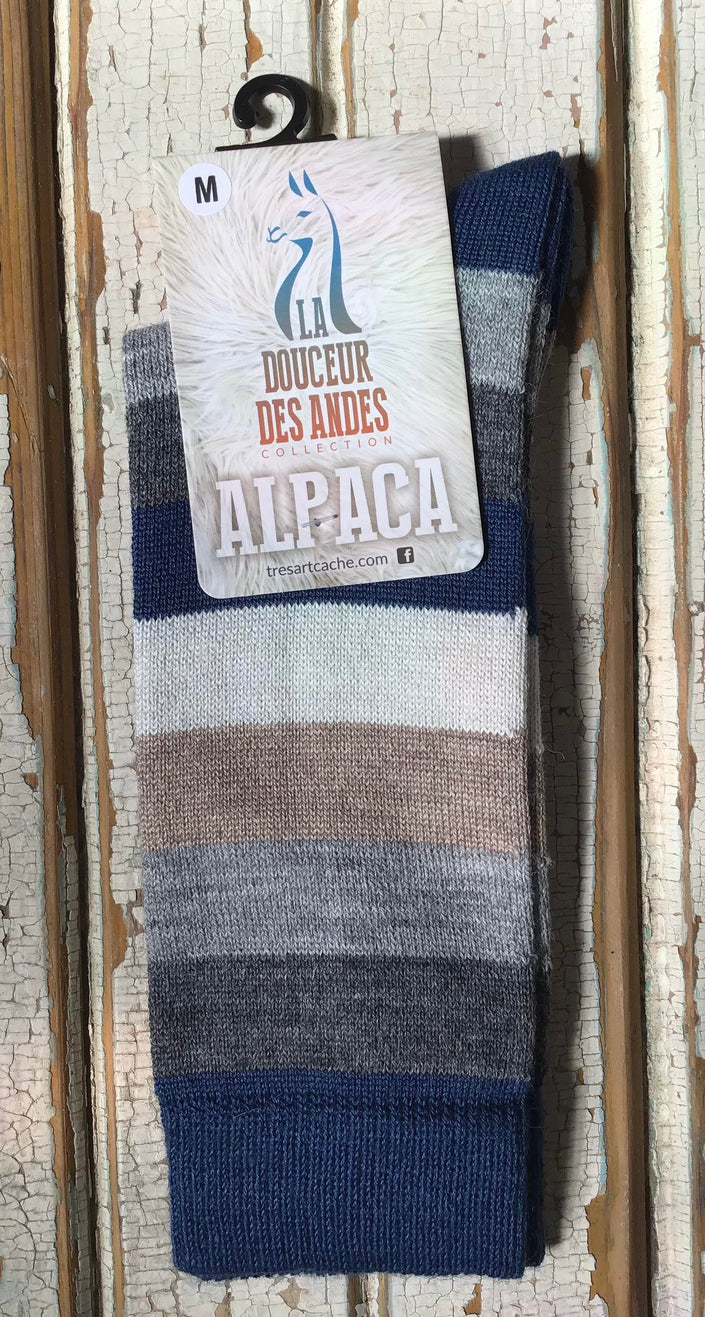 M
LA
DOUCEUR
DES ANDES
COLLECTION
ALPACA
tresartcache.com f